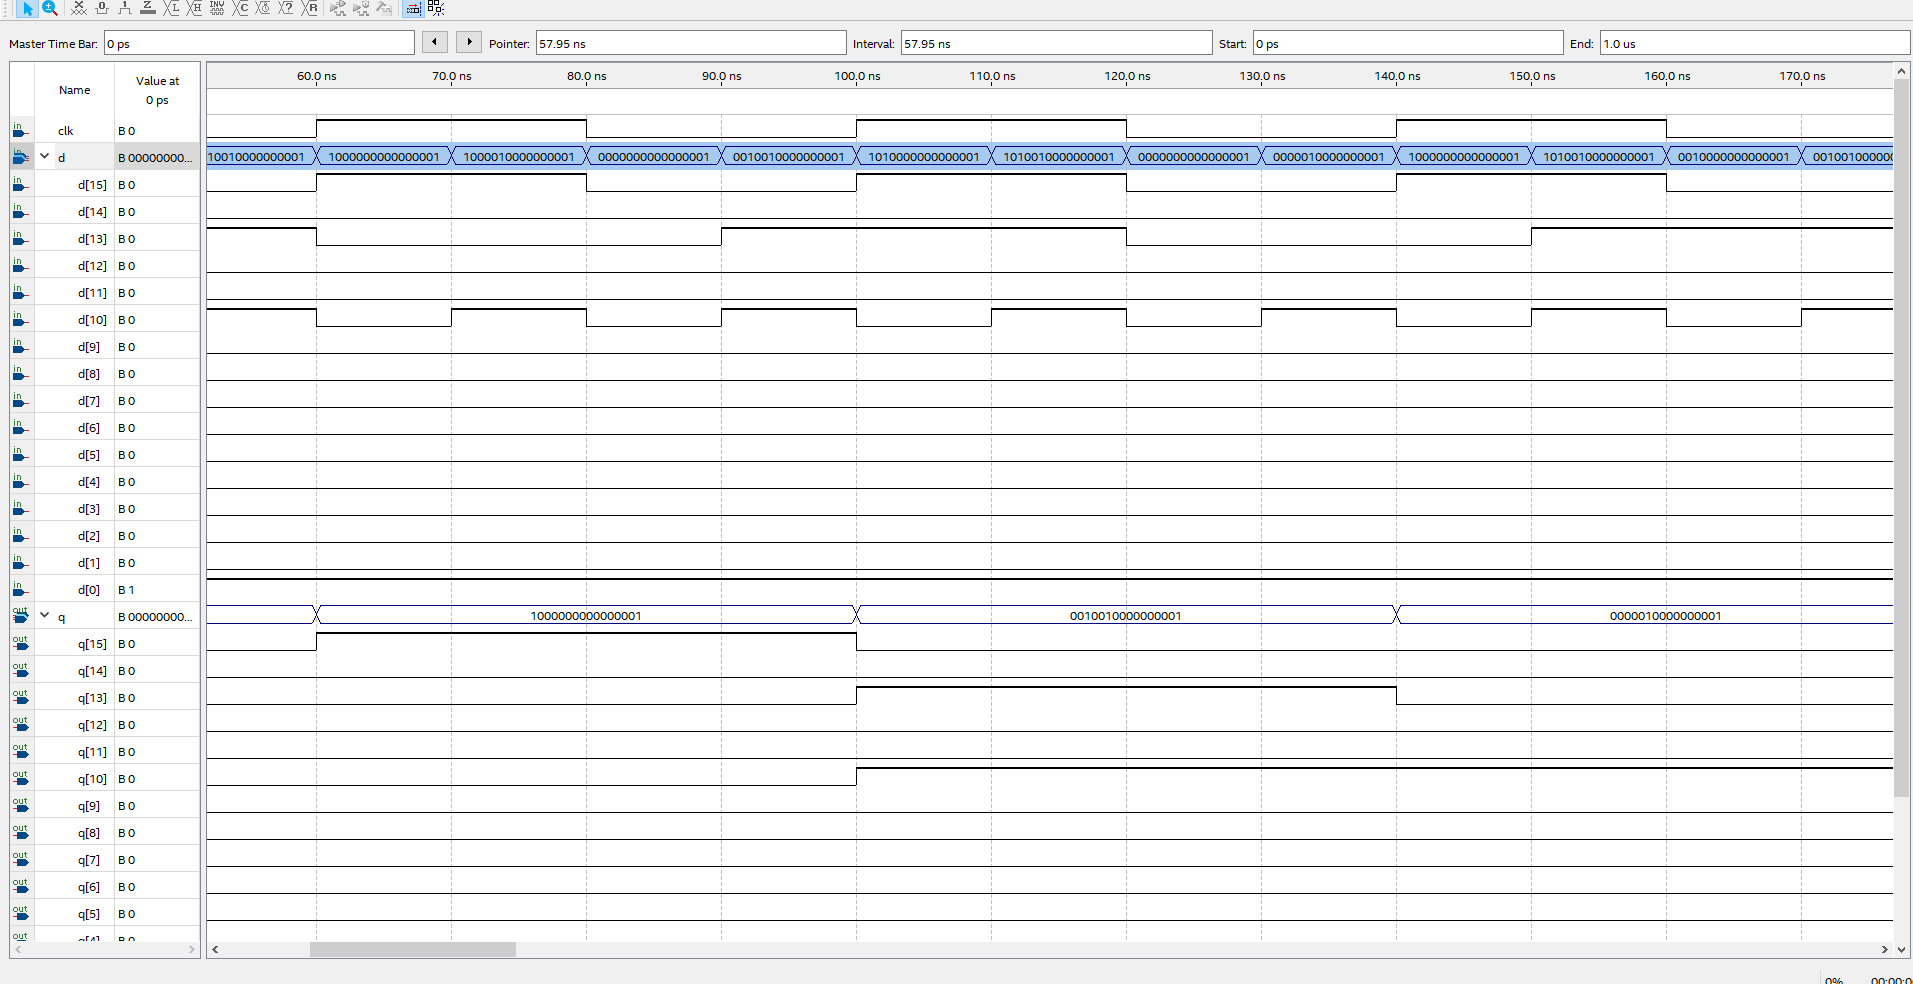 Master Time Bar: 0 ps Pointer: 57.95 ns Interval: 57.95 ns Start: 0 ps End: 1.0 us
Name Value at 0 ps 60.0 ns 70.0 ns 80.0 ns 90.0 ns 100.0 ns 110.0 ns 120.0 ns 130.0 ns 140.0 ns 150.0 ns 160.0 ns 170.0 ns
in clk B 0
in d B 00000000... 10010000000001 1000000000000001 1000010000000001 0000000000000001 0010010000000001 1010000000000001 1010010000000001 0000000000000001 0000010000000001 1000000000000001 1010010000000001 0010000000000001 001001000000
in d[15] B 0
in d[14] B 0
in d[13] B 0
in d[12] B 0
in d[11] B 0
in d[10] B 0
in d[9] B 0
in d[8] B 0
in d[7] B 0
in d[6] B 0
in d[5] B 0
in d[4] B 0
in d[3] B 0
in d[2] B 0
in d[1] B 0
in d[0] B 1
out q B 00000000... 1000000000000001 0010010000000001 0000010000000001
out q[15] B 0
out q[14] B 0
out q[13] B 0
out q[12] B 0
out q[11] B 0
out q[10] B 0
out q[9] B 0
out q[8] B 0
out q[7] B 0
out q[6] B 0
out q[5] B 0
out q[4] B 0
0% 00:00:0